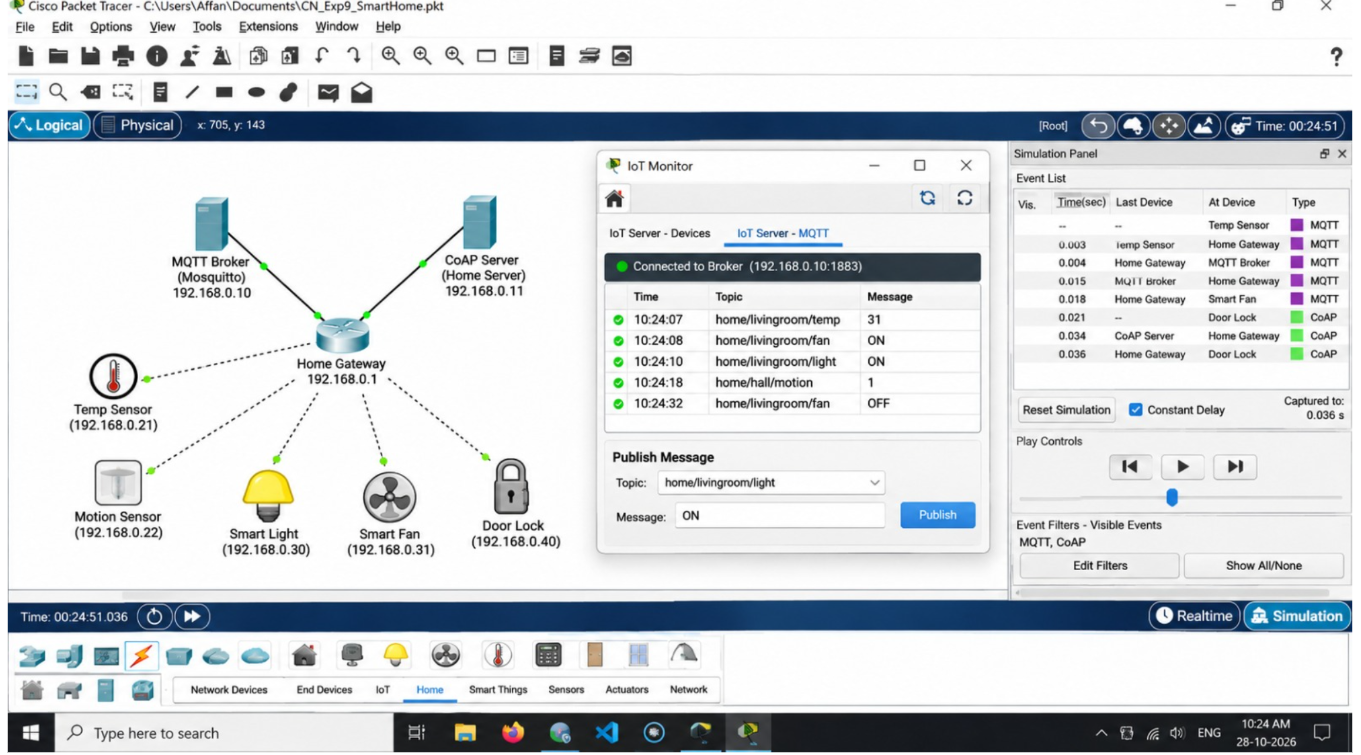 Cisco Packet Tracer - C:\Users\Affan\Documents\CN_Exp9_SmartHome.pkt
File Edit Options View Tools Extensions Window Help
?
Logical Physical x: 705, y: 143 [Root] Time: 00:24:51
MQTT Broker
(Mosquitto)
192.168.0.10
CoAP Server
(Home Server)
192.168.0.11
Home Gateway
192.168.0.1
Temp Sensor
(192.168.0.21)
Motion Sensor
(192.168.0.22)
Smart Light
(192.168.0.30)
Smart Fan
(192.168.0.31)
Door Lock
(192.168.0.40)
IoT Monitor
IoT Server - Devices IoT Server - MQTT
Connected to Broker (192.168.0.10:1883)
Time Topic Message
10:24:07 home/livingroom/temp 31
10:24:08 home/livingroom/fan ON
10:24:10 home/livingroom/light ON
10:24:18 home/hall/motion 1
10:24:32 home/livingroom/fan OFF
Publish Message
Topic: home/livingroom/light
Message: ON Publish
Simulation Panel
Event List
Vis. Time(sec) Last Device At Device Type
-- -- Temp Sensor MQTT
0.003 Temp Sensor Home Gateway MQTT
0.004 Home Gateway MQTT Broker MQTT
0.015 MQTT Broker Home Gateway MQTT
0.018 Home Gateway Smart Fan MQTT
0.021 -- Door Lock CoAP
0.034 CoAP Server Home Gateway CoAP
0.036 Home Gateway Door Lock CoAP
Reset Simulation Constant Delay Captured to:
0.036 s
Play Controls
Event Filters - Visible Events
MQTT, CoAP
Edit Filters Show All/None
Time: 00:24:51.036 Realtime Simulation
Network Devices End Devices IoT Home Smart Things Sensors Actuators Network
Type here to search
ENG
10:24 AM
28-10-2026